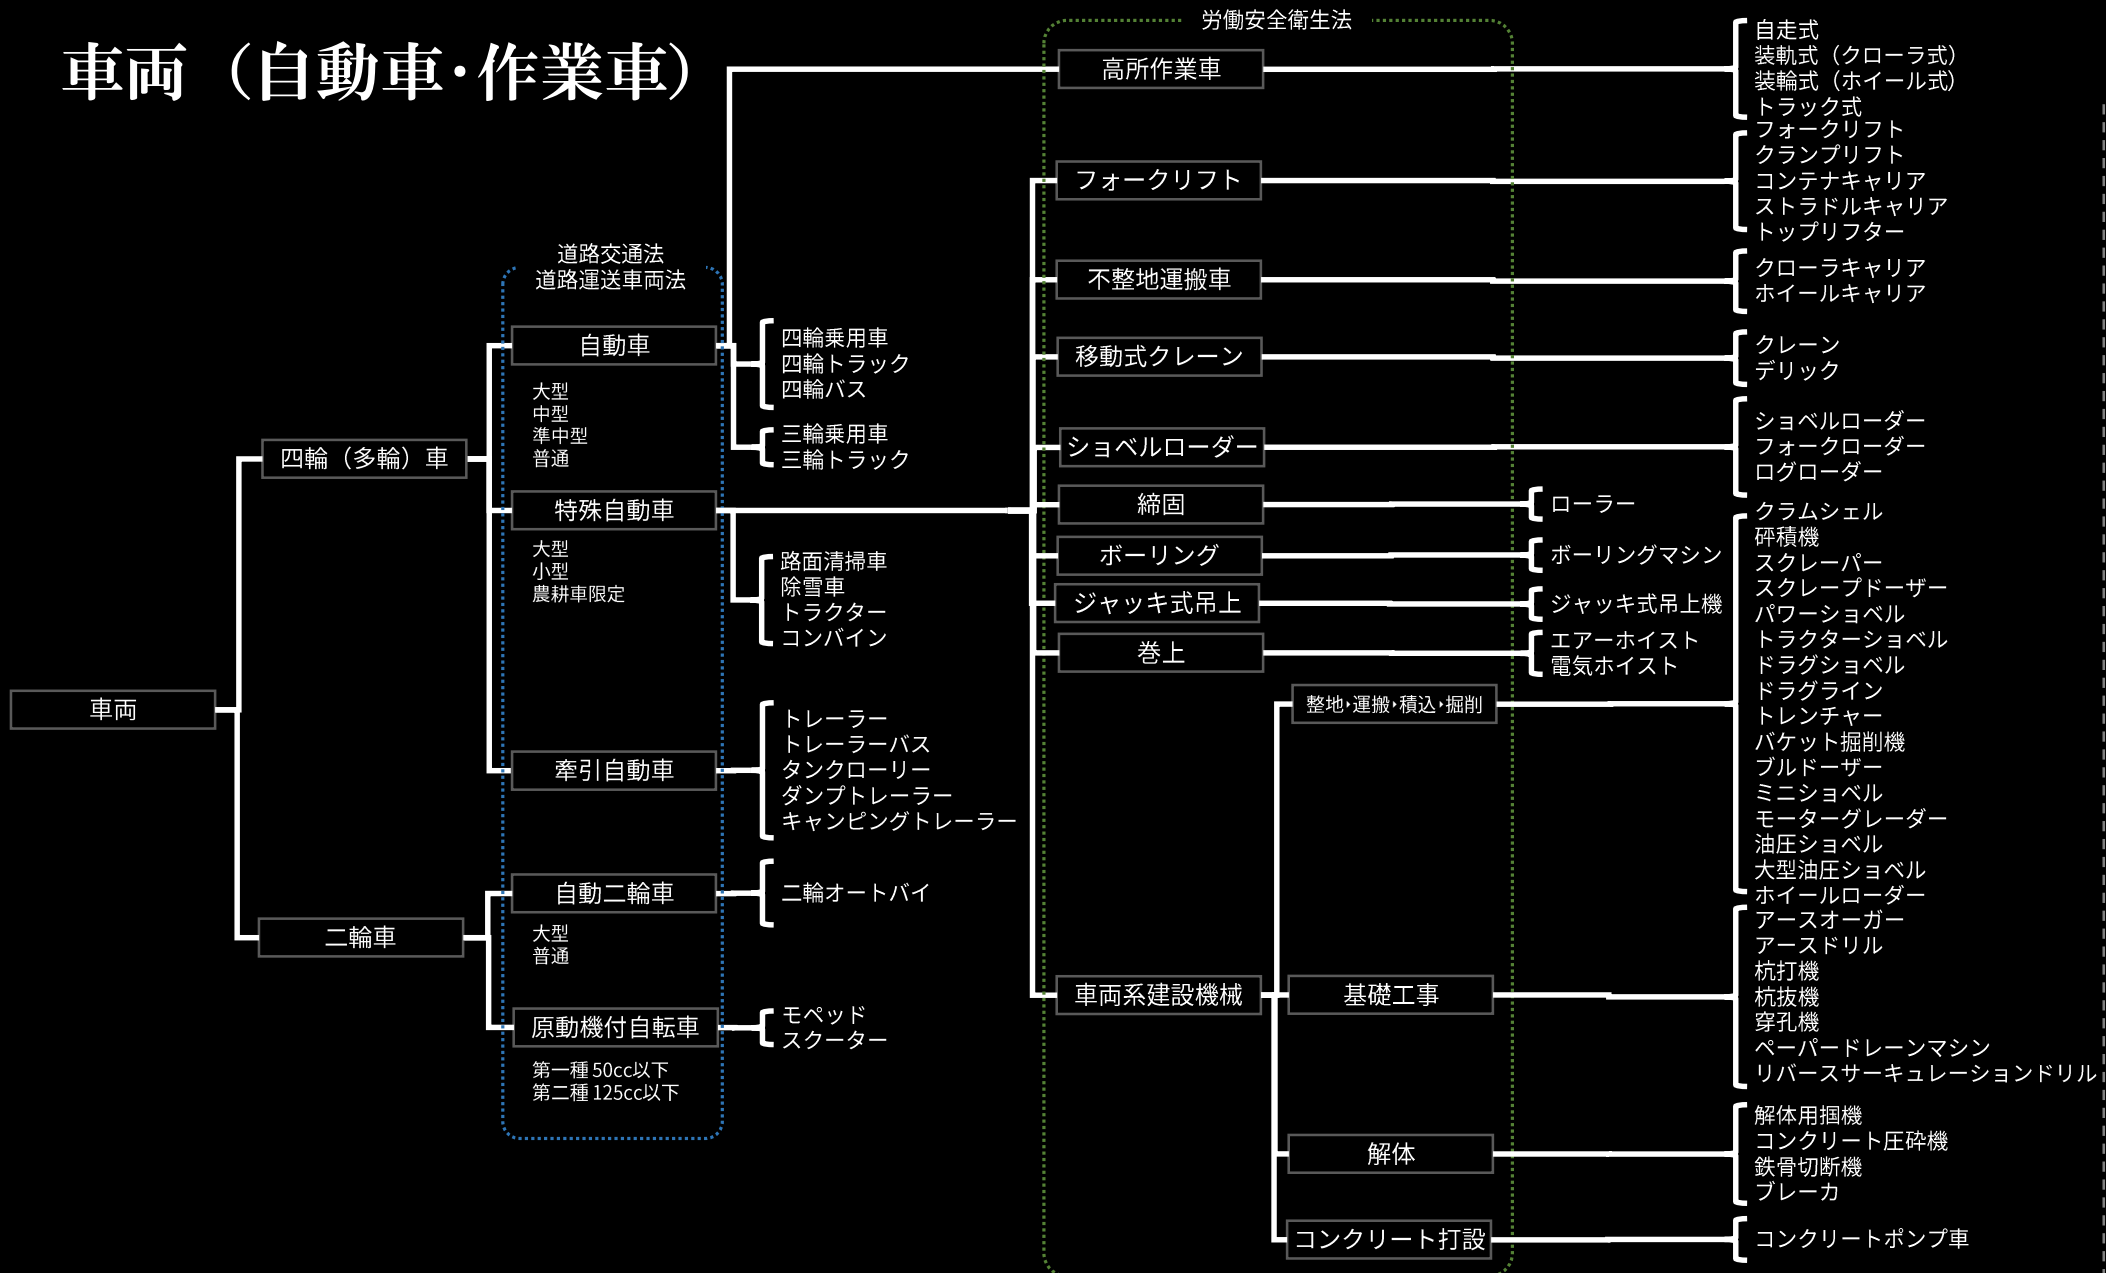 車両（自動車･作業車）
車両
四輪（多輪）車
二輪車
道路交通法
道路運送車両法
自動車
大型
中型
準中型
普通
特殊自動車
大型
小型
農耕車限定
牽引自動車
自動二輪車
大型
普通
原動機付自転車
第一種 50cc以下
第二種 125cc以下
四輪乗用車
四輪トラック
四輪バス
三輪乗用車
三輪トラック
路面清掃車
除雪車
トラクター
コンバイン
トレーラー
トレーラーバス
タンクローリー
ダンプトレーラー
キャンピングトレーラー
二輪オートバイ
モペッド
スクーター
労働安全衛生法
高所作業車
フォークリフト
不整地運搬車
移動式クレーン
ショベルローダー
締固
ボーリング
ジャッキ式吊上
巻上
車両系建設機械
整地･運搬･積込･掘削
基礎工事
解体
コンクリート打設
ローラー
ボーリングマシン
ジャッキ式吊上機
エアーホイスト
電気ホイスト
自走式
装軌式（クローラ式）
装輪式（ホイール式）
トラック式
フォークリフト
クランプリフト
コンテナキャリア
ストラドルキャリア
トップリフター
クローラキャリア
ホイールキャリア
クレーン
デリック
ショベルローダー
フォークローダー
ログローダー
クラムシェル
砕積機
スクレーパー
スクレープドーザー
パワーショベル
トラクターショベル
ドラグショベル
ドラグライン
トレンチャー
バケット掘削機
ブルドーザー
ミニショベル
モーターグレーダー
油圧ショベル
大型油圧ショベル
ホイールローダー
アースオーガー
アースドリル
杭打機
杭抜機
穿孔機
ペーパードレーンマシン
リバースサーキュレーションドリル
解体用掴機
コンクリート圧砕機
鉄骨切断機
ブレーカ
コンクリートポンプ車